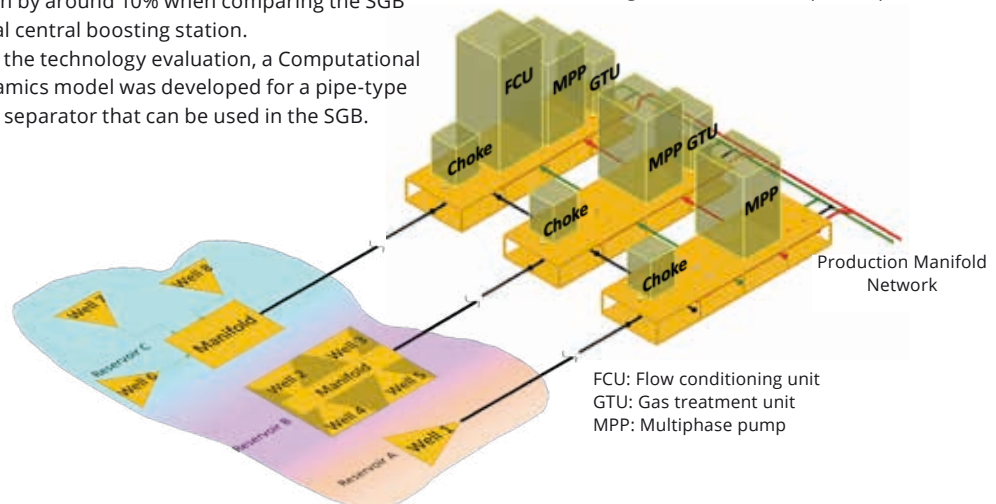 n by around 10% when comparing the SGB
al central boosting station.
the technology evaluation, a Computational
amics model was developed for a pipe-type
separator that can be used in the SGB.
FCU
MPP
GTU
Choke
MPP
GTU
Choke
MPP
Choke
Production Manifold
Network
Well 7
Well 8
Manifold
Reservoir C
Well 6
Well 3
Well 2
Manifold
Well 5
Well 4
Reservoir B
Well 1
Reservoir A
FCU: Flow conditioning unit
GTU: Gas treatment unit
MPP: Multiphase pump